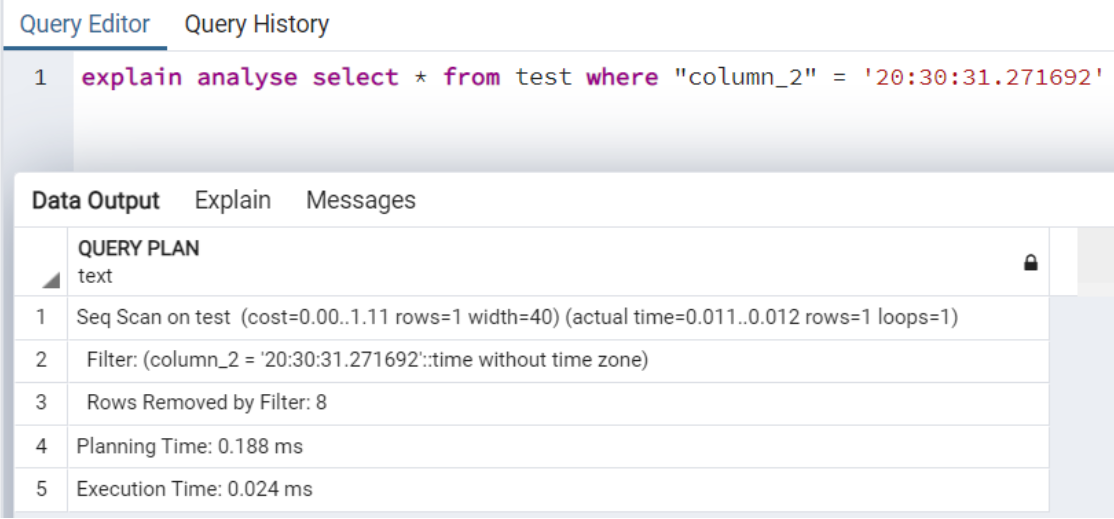 Query Editor Query History
1 explain analyse select * from test where "column_2" = '20:30:31.271692'
Data Output Explain Messages
QUERY PLAN
text
1 Seq Scan on test (cost=0.00..1.11 rows=1 width=40) (actual time=0.011..0.012 rows=1 loops=1)
2 Filter: (column_2 = '20:30:31.271692'::time without time zone)
3 Rows Removed by Filter: 8
4 Planning Time: 0.188 ms
5 Execution Time: 0.024 ms